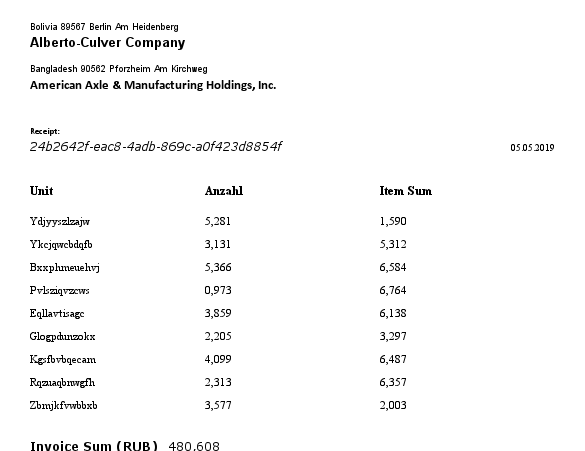 Bolivia 89567 Berlin Am Heidenberg
Alberto-Culver Company
Bangladesh 90562 Pforzheim Am Kirchweg
American Axle & Manufacturing Holdings, Inc.
Receipt:
24b2642f-eac8-4adb-869c-a0f423d8854f 05.05.2019
Unit Anzahl Item Sum
Ydjyyszlzajw 5,281 1,590
Ykcjqwcbdqfb 3,131 5,312
Bxxphmeuehvj 5,366 6,584
Pvlsziqvzcws 0,973 6,764
Eqllavtisagc 3,859 6,138
Glogpdunzokx 2,205 3,297
Kgsfbvbqecam 4,099 6,487
Rqzuaqbnwgfh 2,313 6,357
Zbmjkfvwbbxb 3,577 2,003
Invoice Sum (RUB) 480,608